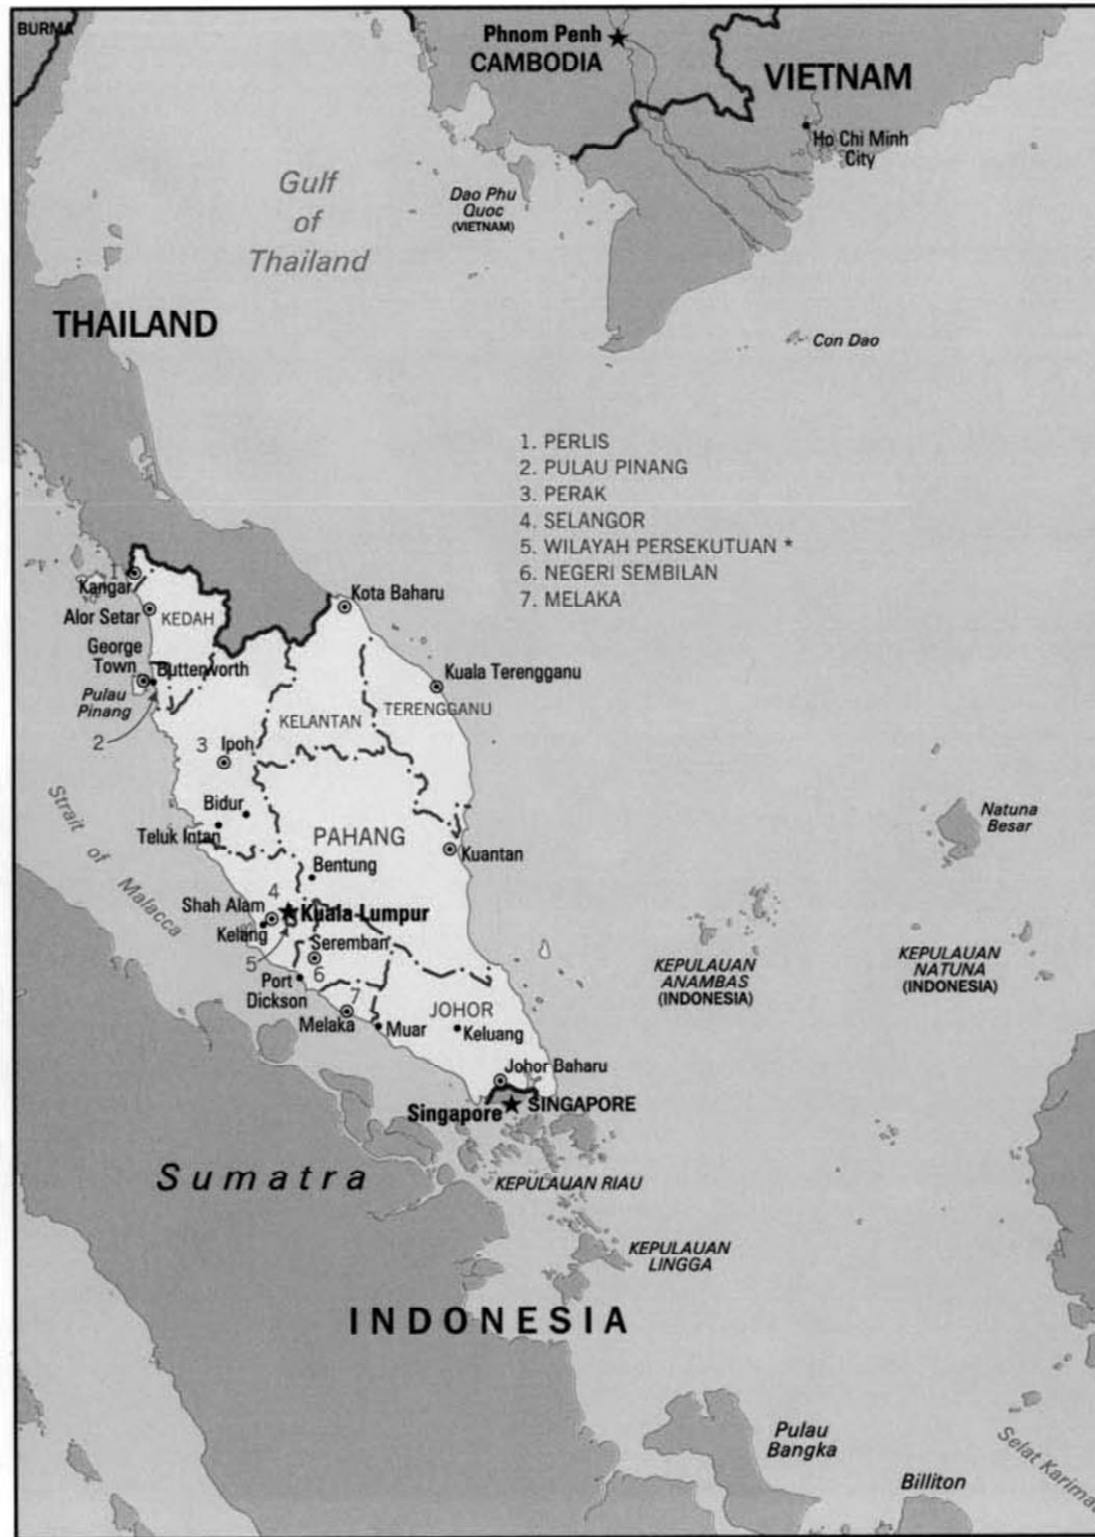 BURMA
Phnom Penh
CAMBODIA
VIETNAM
Ho Chi Minh
City
Gulf
of
Thailand
Dao Phu
Quoc
(VIETNAM)
THAILAND
Con Dao
1. PERLIS
2. PULAU PINANG
3. PERAK
4. SELANGOR
5. WILAYAH PERSEKUTUAN *
6. NEGERI SEMBILAN
7. MELAKA
1
Kangar
Alor Setar
KEDAH
Kota Baharu
George
Town
Butterworth
Pulau
Pinang
2
Kuala Terengganu
KELANTAN
TERENGGANU
3
Ipoh
Bidur
Teluk Intan
Strait
of
Malacca
PAHANG
Kuantan
Bentung
Natuna
Besar
4
Shah Alam
Kuala Lumpur
Kelang
5
Seremban
6
Port
Dickson
7
Melaka
Muar
JOHOR
Keluang
KEPULAUAN
ANAMBAS
(INDONESIA)
KEPULAUAN
NATUNA
(INDONESIA)
Johor Baharu
Singapore
SINGAPORE
Sumatra
KEPULAUAN RIAU
KEPULAUAN
LINGGA
INDONESIA
Pulau
Bangka
Billiton
Selat Karimat